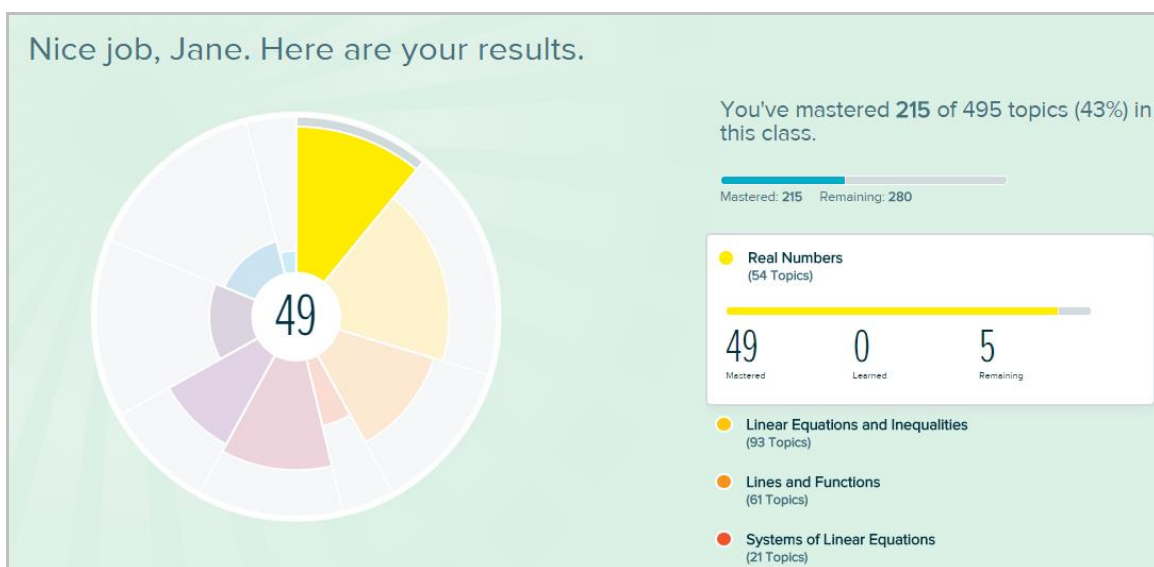 Nice job, Jane. Here are your results.
You've mastered 215 of 495 topics (43%) in
this class.
Mastered: 215 Remaining: 280
49
Real Numbers
(54 Topics)
49 0 5
Mastered Learned Remaining
Linear Equations and Inequalities
(93 Topics)
Lines and Functions
(61 Topics)
Systems of Linear Equations
(21 Topics)